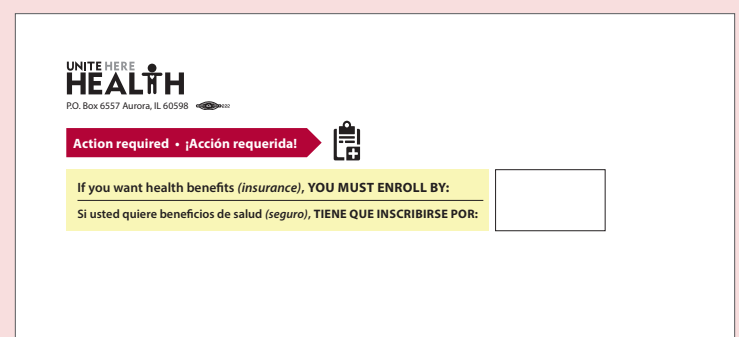 UNITE HERE
HEALTH
P.O. Box 6557 Aurora, IL 60598
Action required • ¡Acción requerida!
If you want health benefits (insurance), YOU MUST ENROLL BY:
Si usted quiere beneficios de salud (seguro), TIENE QUE INSCRIBIRSE POR: